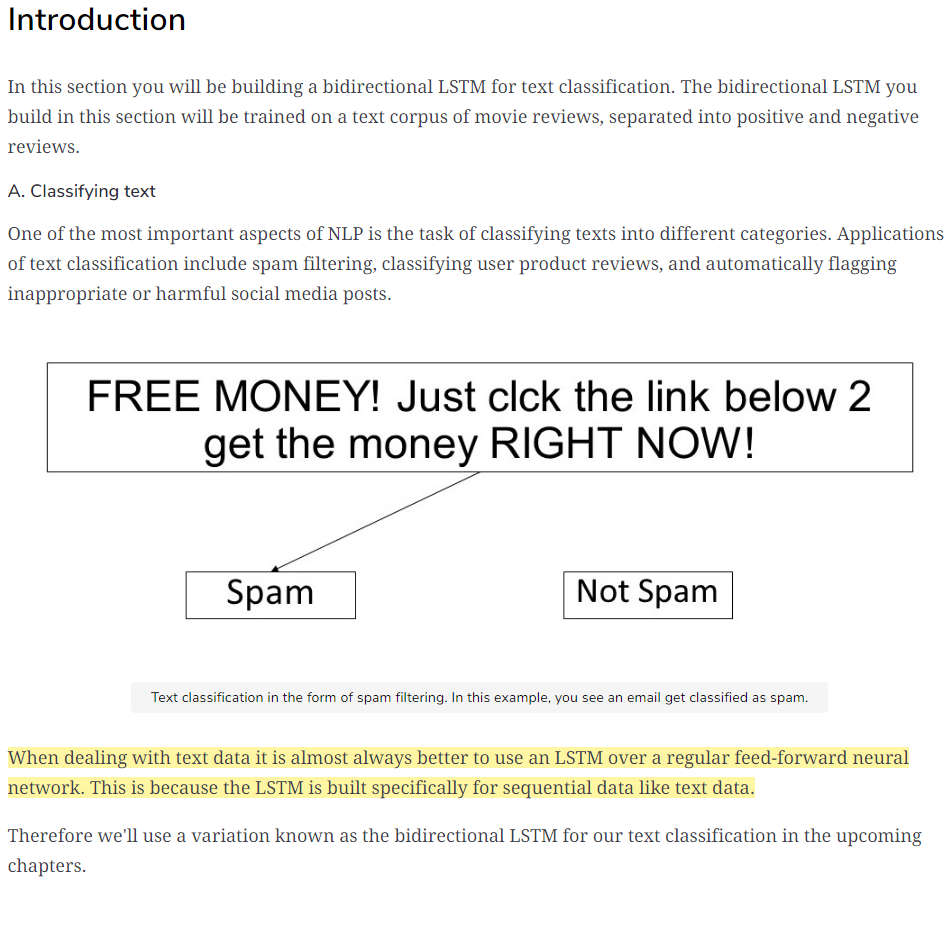 Introduction
In this section you will be building a bidirectional LSTM for text classification. The bidirectional LSTM you
build in this section will be trained on a text corpus of movie reviews, separated into positive and negative
reviews.
A. Classifying text
One of the most important aspects of NLP is the task of classifying texts into different categories. Applications
of text classification include spam filtering, classifying user product reviews, and automatically flagging
inappropriate or harmful social media posts.
FREE MONEY! Just clck the link below 2
get the money RIGHT NOW!
Spam
Not Spam
Text classification in the form of spam filtering. In this example, you see an email get classified as spam.
When dealing with text data it is almost always better to use an LSTM over a regular feed-forward neural
network. This is because the LSTM is built specifically for sequential data like text data.
Therefore we'll use a variation known as the bidirectional LSTM for our text classification in the upcoming
chapters.